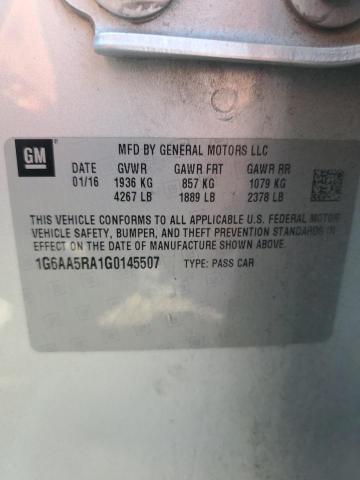 GM
MFD BY GENERAL MOTORS LLC
DATE GVWR GAWR FRT GAWR RR
01/16 1936 KG 857 KG 1079 KG
4267 LB 1889 LB 2378 LB
THIS VEHICLE CONFORMS TO ALL APPLICABLE U.S. FEDERAL MOTOR
VEHICLE SAFETY, BUMPER, AND THEFT PREVENTION STANDARDS IN
EFFECT ON THE DATE OF MANUFACTURE SHOWN ABOVE.
1G6AA5RA1G0145507 TYPE: PASS CAR